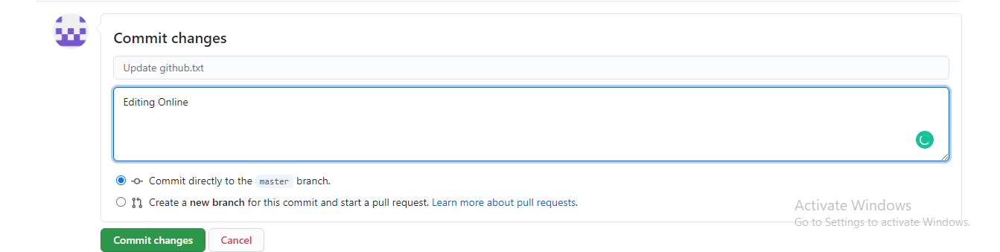 Commit changes
Update github.txt
Editing Online
Commit directly to the master branch.
Create a new branch for this commit and start a pull request. Learn more about pull requests.
Activate Windows
Go to Settings to activate Windows.
Commit changes
Cancel